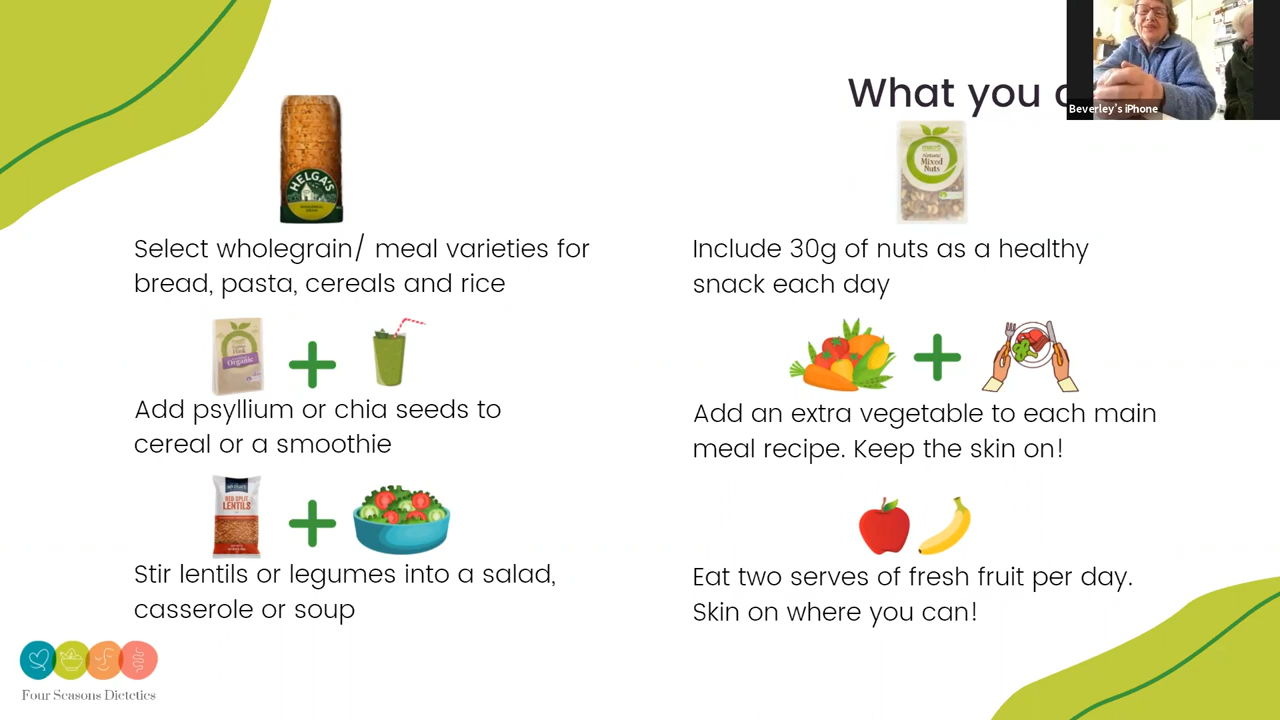 What you
Beverley's iPhone
HELGA'S
Select wholegrain/ meal varieties for
bread, pasta, cereals and rice
macro
Natural
Mixed
Nuts
Include 30g of nuts as a healthy
snack each day
Organic
Add psyllium or chia seeds to
cereal or a smoothie
Add an extra vegetable to each main
meal recipe. Keep the skin on!
RED SPLIT
LENTILS
Stir lentils or legumes into a salad,
casserole or soup
Eat two serves of fresh fruit per day.
Skin on where you can!
Four Seasons Dietetics